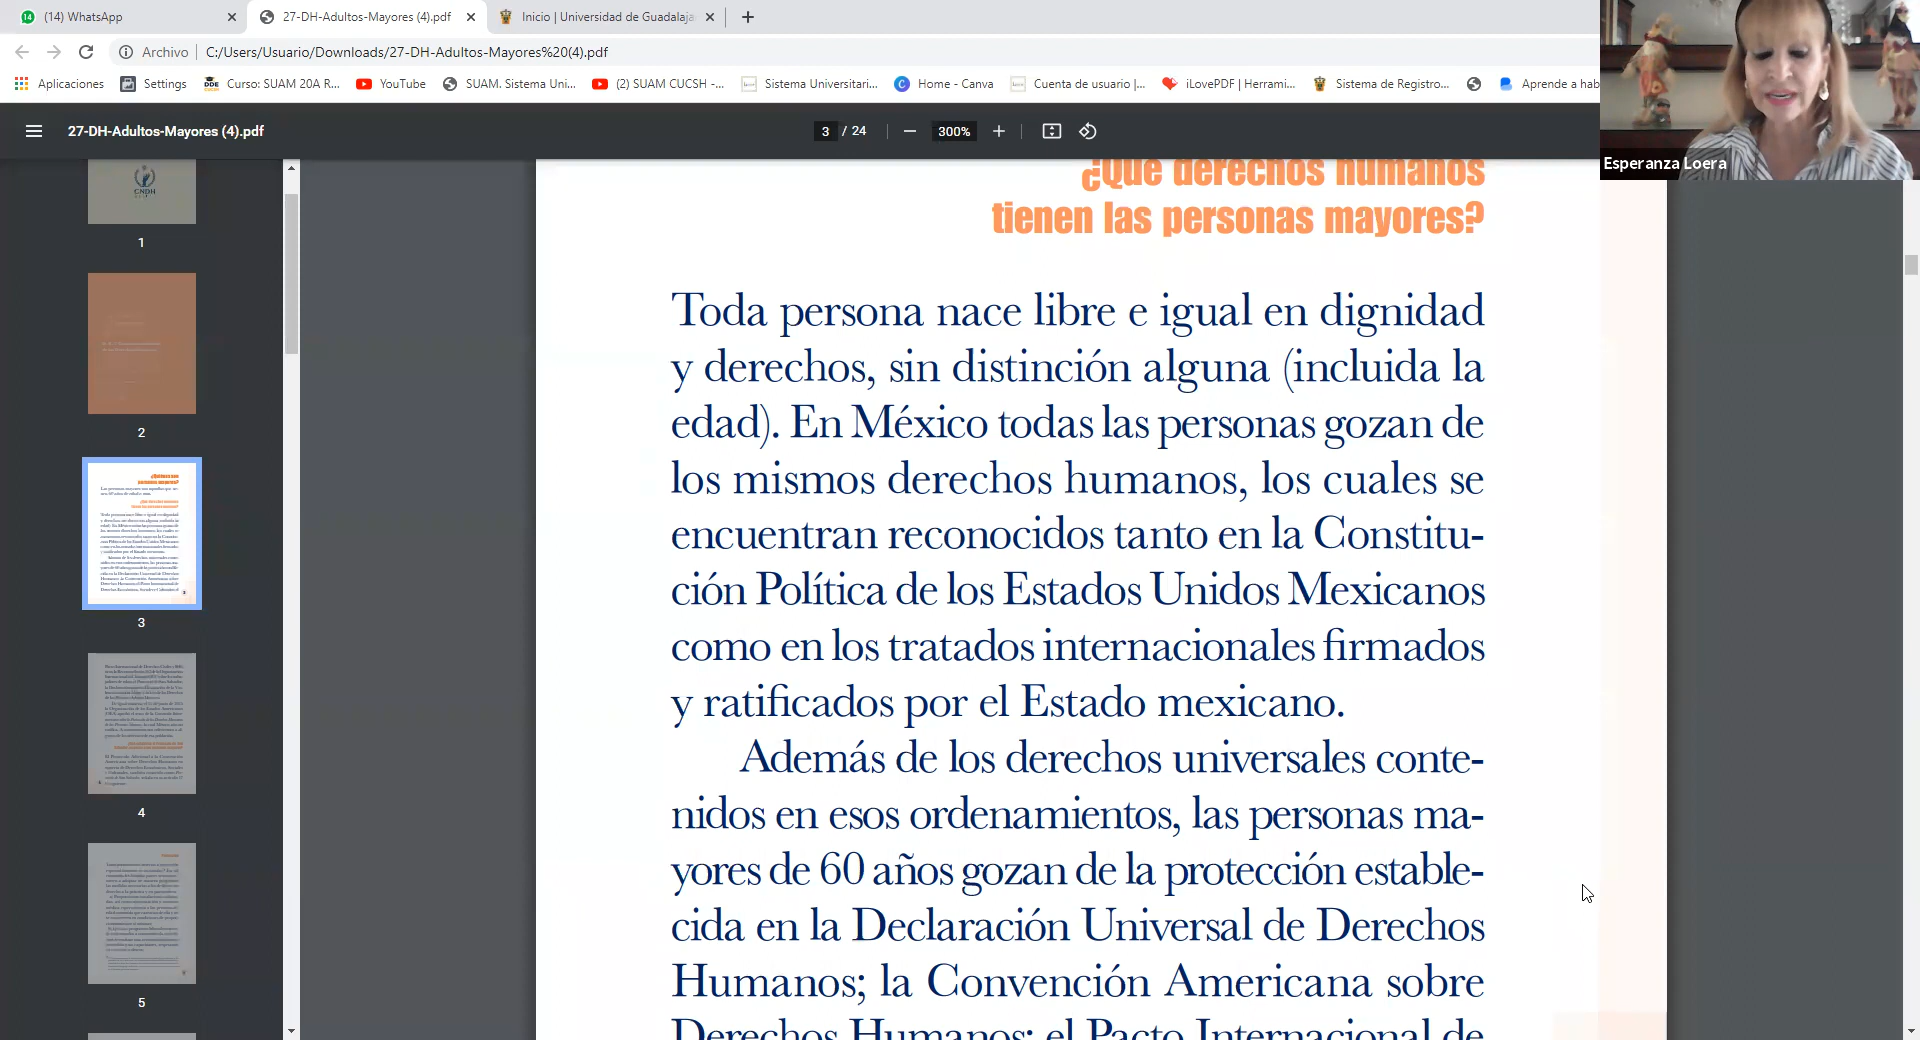 (14) WhatsApp
27-DH-Adultos-Mayores (4).pdf
Inicio | Universidad de Guadalaja
Archivo
C:/Users/Usuario/Downloads/27-DH-Adultos-Mayores%20(4).pdf
Aplicaciones
Settings
Curso: SUAM 20A R...
YouTube
SUAM. Sistema Uni...
(2) SUAM CUCSH -...
Sistema Universitari...
Home - Canva
Cuenta de usuario |...
iLovePDF | Herrami...
Sistema de Registro...
Aprende a hab
27-DH-Adultos-Mayores (4).pdf
3 / 24
300%
Esperanza Loera
CNDH
1
2
3
4
5
¿Qué derechos humanos
tienen las personas mayores?
Toda persona nace libre e igual en dignidad
y derechos, sin distinción alguna (incluida la
edad). En México todas las personas gozan de
los mismos derechos humanos, los cuales se
encuentran reconocidos tanto en la Constitu-
ción Política de los Estados Unidos Mexicanos
como en los tratados internacionales firmados
y ratificados por el Estado mexicano.
Además de los derechos universales conte-
nidos en esos ordenamientos, las personas ma-
yores de 60 años gozan de la protección estable-
cida en la Declaración Universal de Derechos
Humanos; la Convención Americana sobre
Derechos Humanos; el Pacto Internacional de